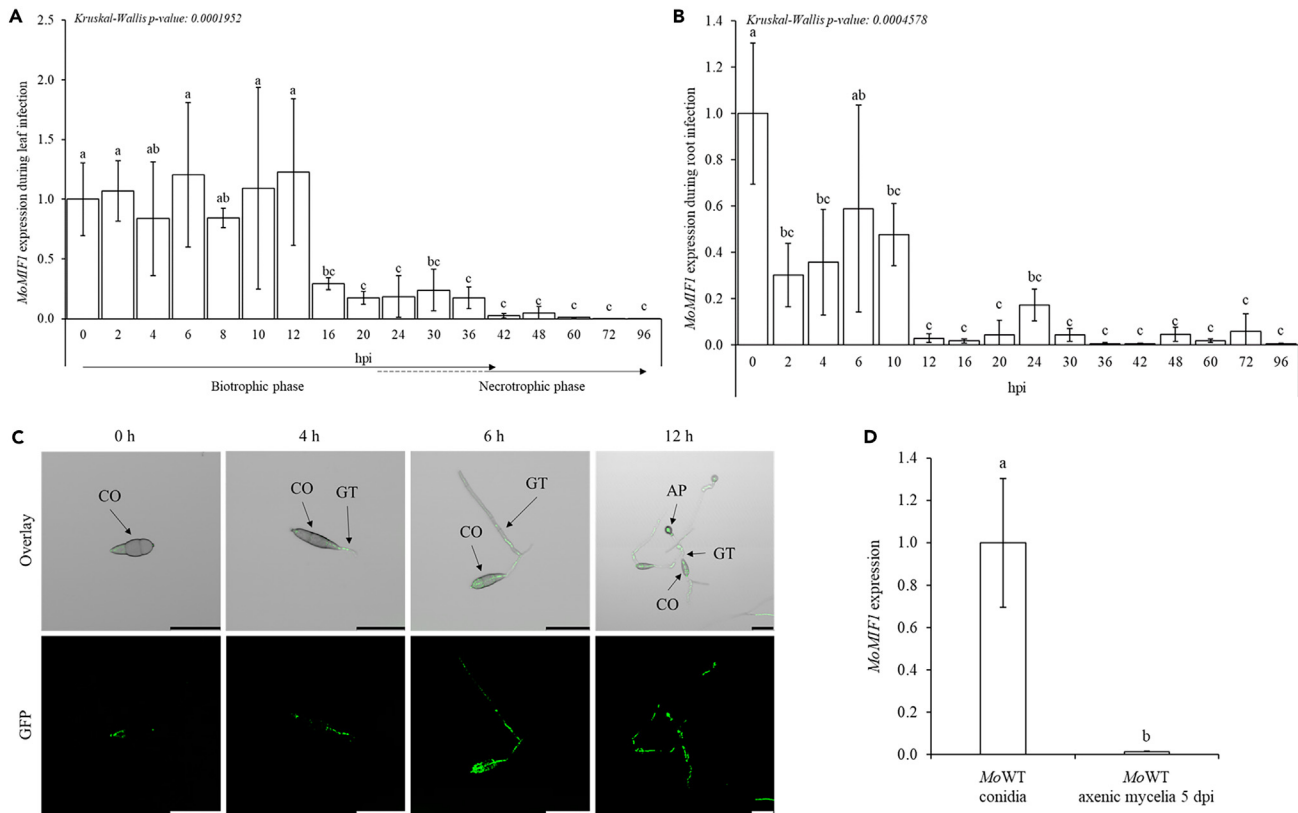 A
Kruskal-Wallis p-value: 0.0001952
MoMIF1 expression during leaf infection
2.5
2.0
1.5
1.0
0.5
0.0
a a ab a ab a a bc c c bc c c c c c c
0 2 4 6 8 10 12 16 20 24 30 36 42 48 60 72 96
hpi
Biotrophic phase Necrotrophic phase
B
Kruskal-Wallis p-value: 0.0004578
MoMIF1 expression during root infection
1.4
1.2
1.0
0.8
0.6
0.4
0.2
0.0
a bc bc ab bc c c c bc c c c c c c c
0 2 4 6 10 12 16 20 24 30 36 42 48 60 72 96
hpi
C
0 h 4 h 6 h 12 h
Overlay
CO
CO GT
GT
CO
AP
GT
CO
GFP
D
MoMIF1 expression
1.4
1.2
1.0
0.8
0.6
0.4
0.2
0.0
a
b
MoWT
conidia
MoWT
axenic mycelia 5 dpi